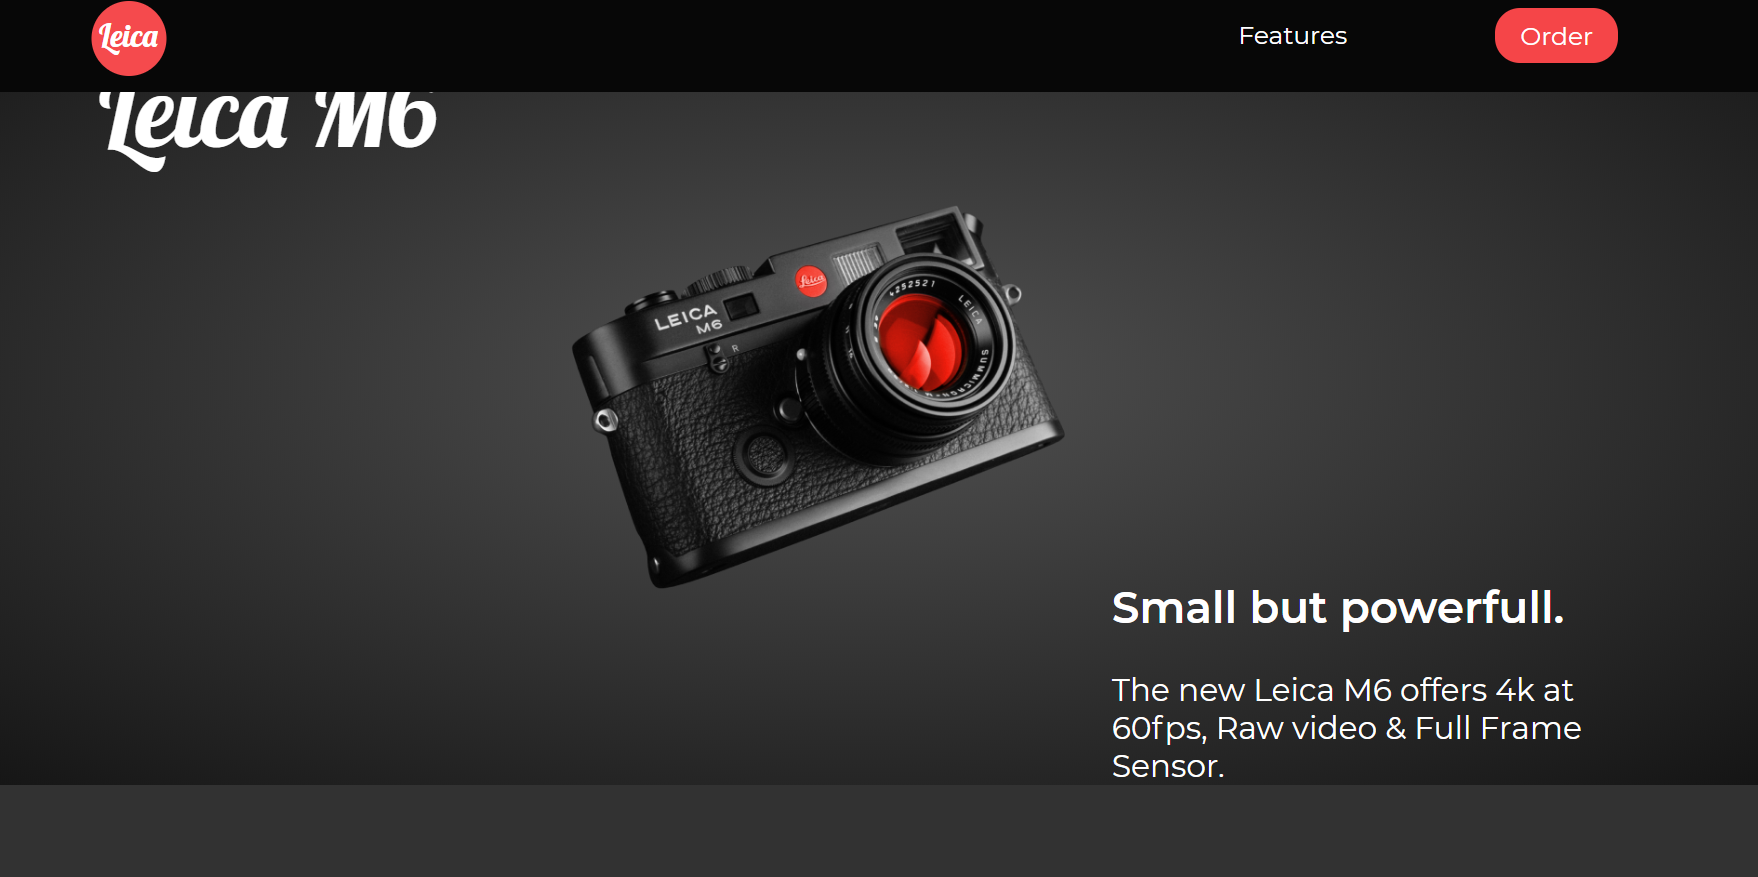 Leica
Features
Order
Leica M6
Leica
LEICA
M6
R
4252521
LEICA
Small but powerfull.
The new Leica M6 offers 4k at
60fps, Raw video & Full Frame
Sensor.